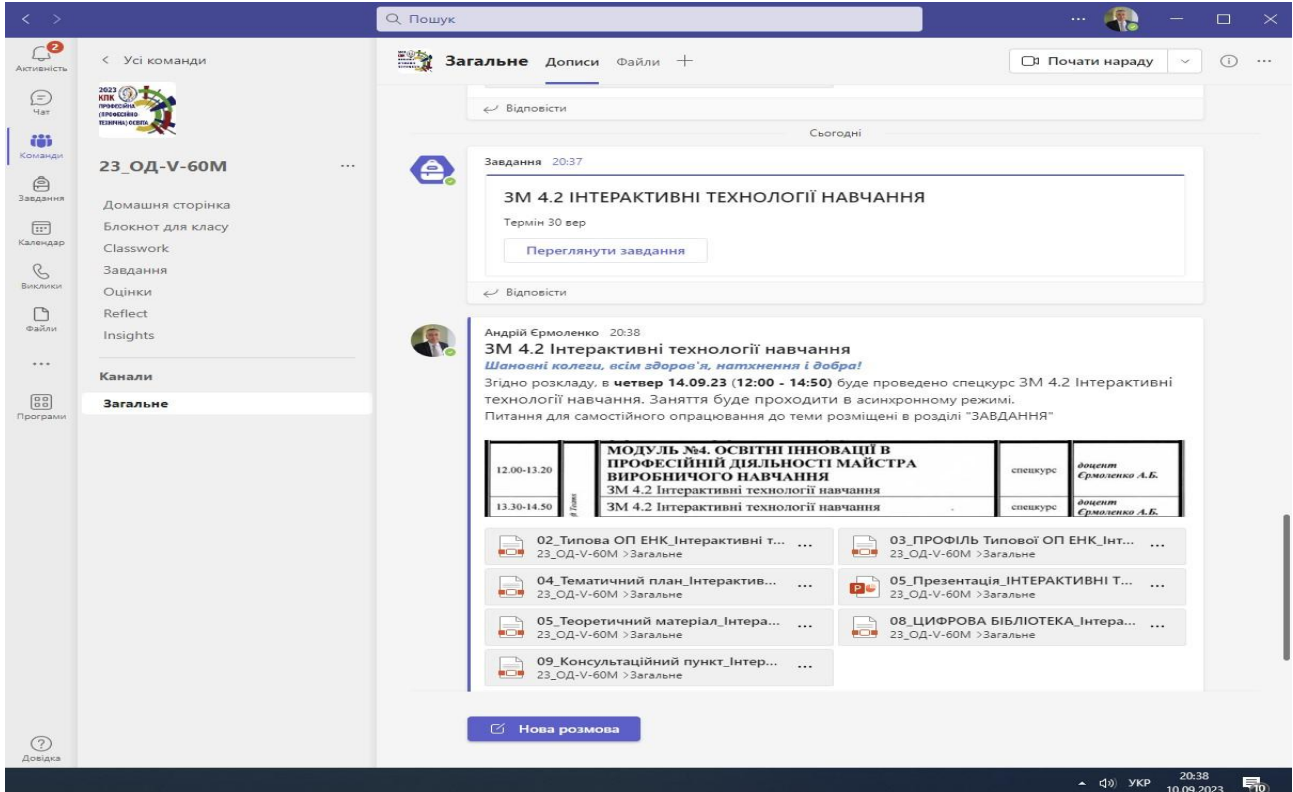 Пошук
2
Активність
Чат
Команди
Завдання
Календар
Виклики
Файли
Програми
Довідка
Усі команди
2023
КПК
ПРОФЕСІЙНА
(ПРОФЕСІЙНО
ТЕХНІЧНА) ОСВІТА
23_ОД-V-60М
Домашня сторінка
Блокнот для класу
Classwork
Завдання
Оцінки
Reflect
Insights
Канали
Загальне
Загальне Дописи Файли
Почати нараду
Відповісти
Сьогодні
Завдання 20:37
ЗМ 4.2 ІНТЕРАКТИВНІ ТЕХНОЛОГІЇ НАВЧАННЯ
Термін 30 вер
Переглянути завдання
Відповісти
Андрій Єрмоленко 20:38
ЗМ 4.2 Інтерактивні технології навчання
Шановні колеги, всім здоров'я, натхнення і добра!
Згідно розкладу, в четвер 14.09.23 (12:00 - 14:50) буде проведено спецкурс ЗМ 4.2 Інтерактивні
технології навчання. Заняття буде проходити в асинхронному режимі.
Питання для самостійного опрацювання до теми розміщені в розділі "ЗАВДАННЯ"
12.00-13.20
МОДУЛЬ №4. ОСВІТНІ ІННОВАЦІЇ В
ПРОФЕСІЙНІЙ ДІЯЛЬНОСТІ МАЙСТРА
ВИРОБНИЧОГО НАВЧАННЯ
ЗМ 4.2 Інтерактивні технології навчання
спецкурс
доцент
Єрмоленко А.Б.
13.30-14.50
ЗМ 4.2 Інтерактивні технології навчання
спецкурс
доцент
Єрмоленко А.Б.
02_Типова ОП ЕНК_Інтерактивні т...
23_ОД-V-60М >Загальне
03_ПРОФІЛЬ Типової ОП ЕНК_Інт...
23_ОД-V-60М >Загальне
04_Тематичний план_Інтерактив...
23_ОД-V-60М >Загальне
05_Презентація_ІНТЕРАКТИВНІ Т...
23_ОД-V-60М >Загальне
05_Теоретичний матеріал_Інтера...
23_ОД-V-60М >Загальне
08_ЦИФРОВА БІБЛІОТЕКА_Інтера...
23_ОД-V-60М >Загальне
09_Консультаційний пункт_Інтер...
23_ОД-V-60М >Загальне
Нова розмова
УКР
20:38
10.09.2023
10